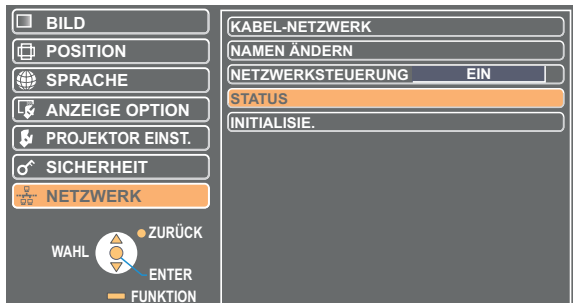 BILD
POSITION
SPRACHE
ANZEIGE OPTION
PROJEKTOR EINST.
SICHERHEIT
NETZWERK
ZURÜCK
WAHL
ENTER
FUNKTION
KABEL-NETZWERK
NAMEN ÄNDERN
NETZWERKSTEUERUNG EIN
STATUS
INITIALISIE.